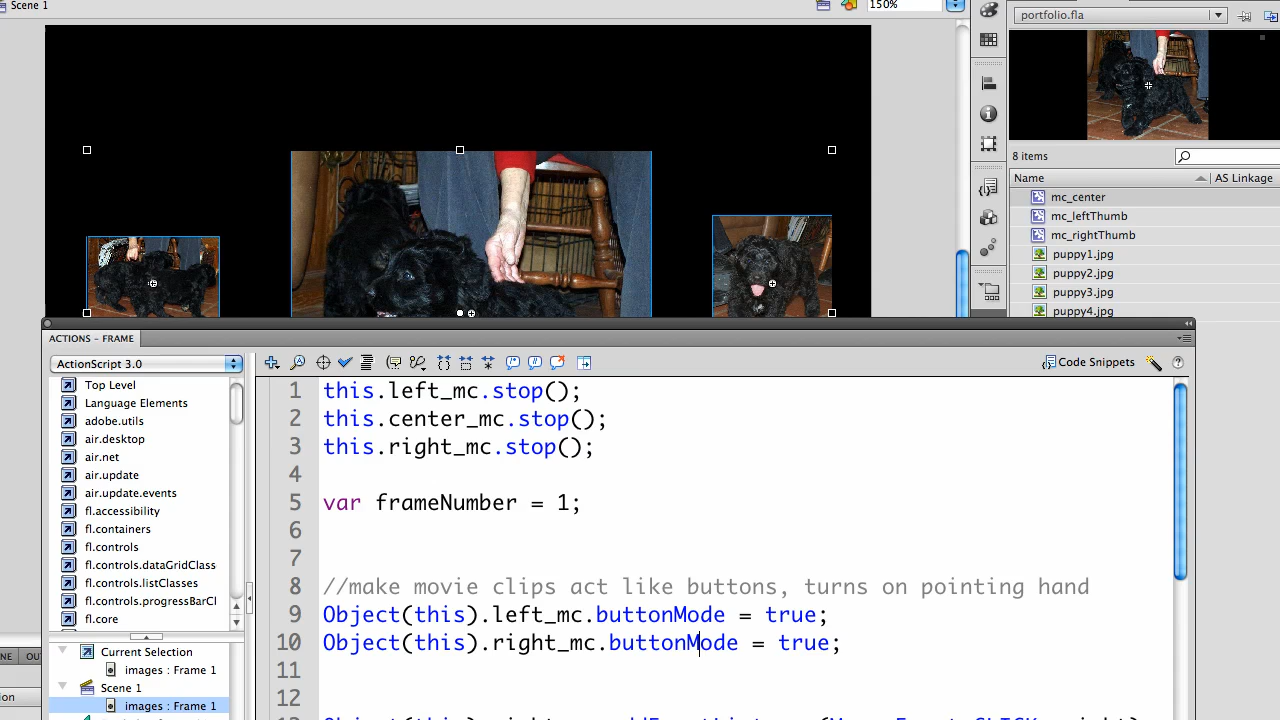 Scene 1
150%
portfolio.fla
8 items
Name
AS Linkage
mc_center
mc_leftThumb
mc_rightThumb
puppy1.jpg
puppy2.jpg
puppy3.jpg
puppy4.jpg
ACTIONS – FRAME
ActionScript 3.0
Code Snippets
Top Level
Language Elements
adobe.utils
air.desktop
air.net
air.update
air.update.events
fl.accessibility
fl.containers
fl.controls
fl.controls.dataGridClass
fl.controls.listClasses
fl.controls.progressBarCl
fl.core
Current Selection
images : Frame 1
Scene 1
images : Frame 1
1 this.left_mc.stop();
2 this.center_mc.stop();
3 this.right_mc.stop();
4
5 var frameNumber = 1;
6
7
8 //make movie clips act like buttons, turns on pointing hand
9 Object(this).left_mc.buttonMode = true;
10 Object(this).right_mc.buttonMode = true;
11
12